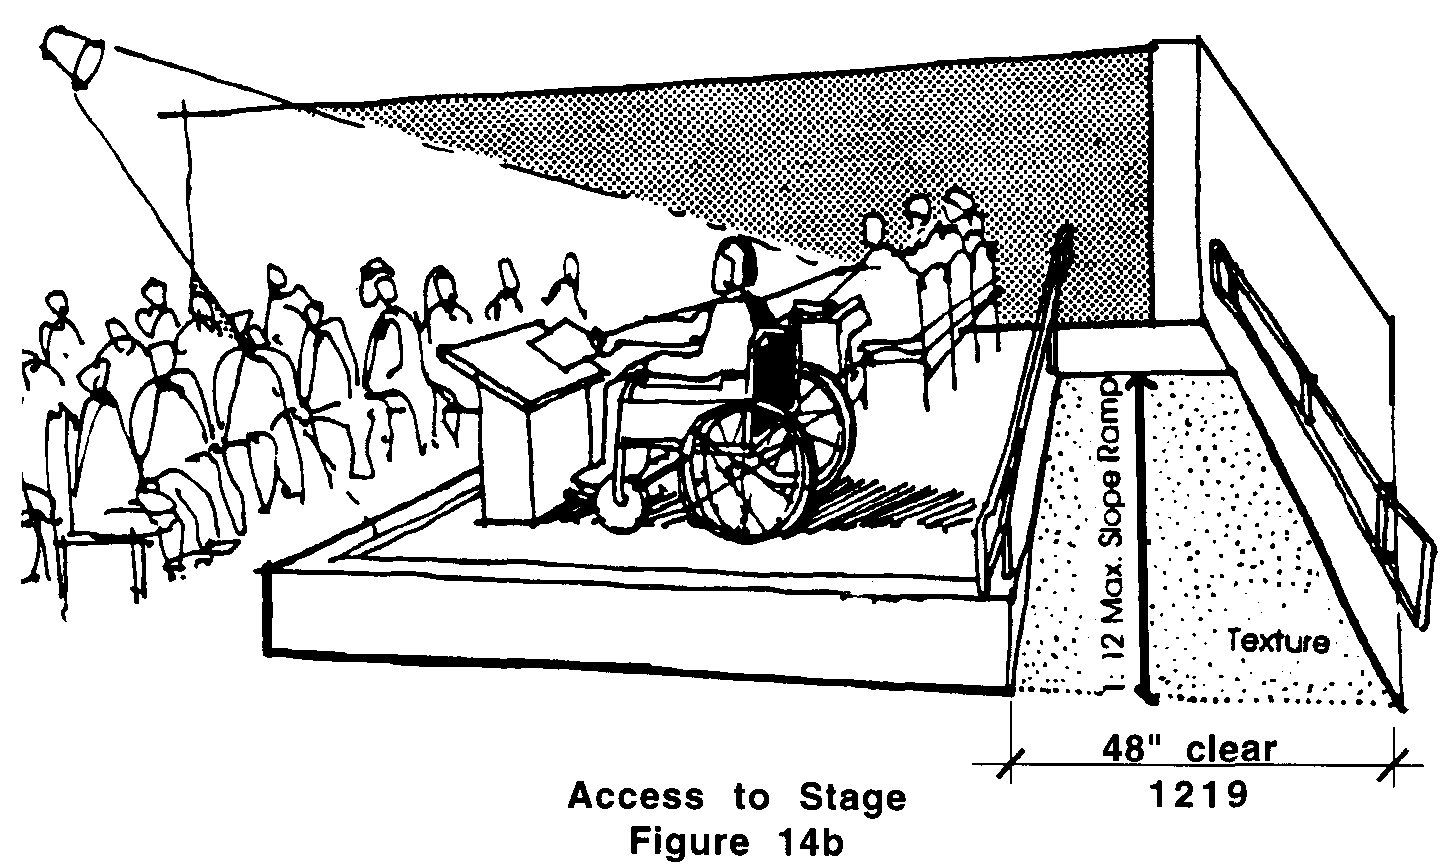 1: 12 Max. Slope Ramp
Texture
48" clear
1219
Access to Stage
Figure 14b